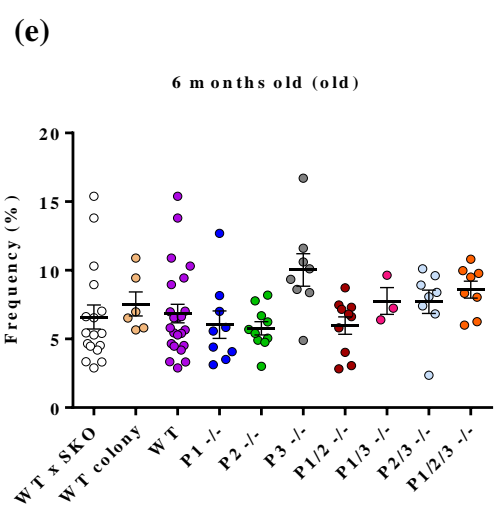 (e)
6 months old (old)
Frequency (%)
20
15
10
5
0
WT x SKO
WT colony
WT
P1 -/-
P2 -/-
P3 -/-
P1/2 -/-
P1/3 -/-
P2/3 -/-
P1/2/3 -/-